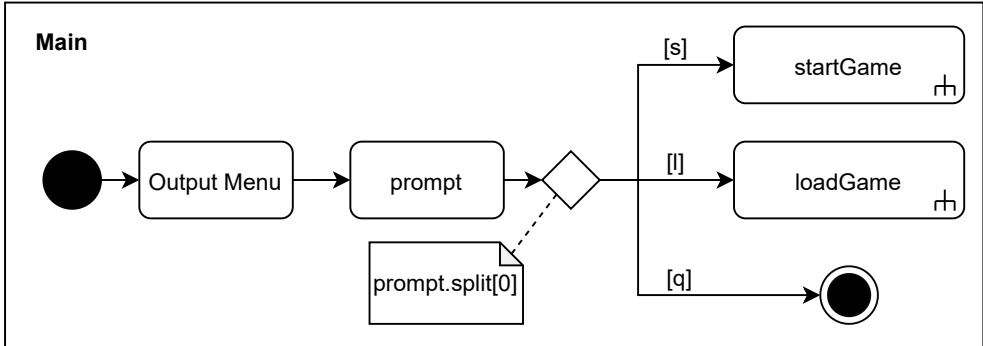 Main
[s]
startGame
Output Menu
prompt
[l]
loadGame
prompt.split[0]
[q]